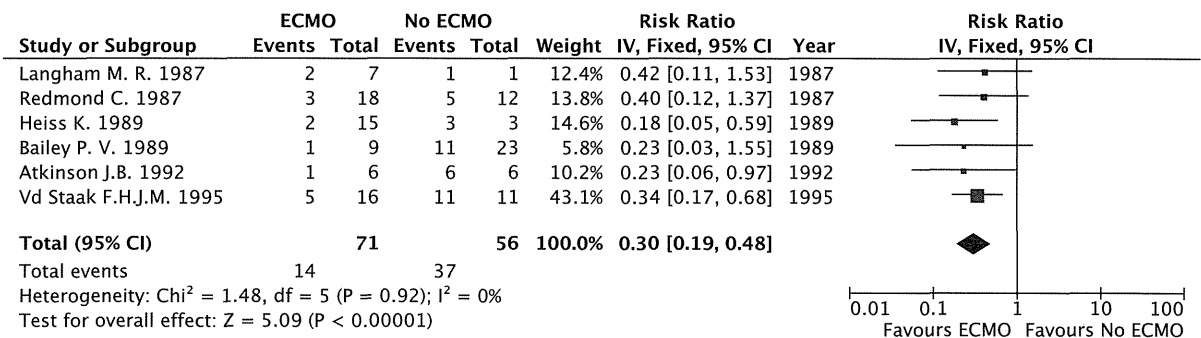 ECMO No ECMO Risk Ratio Risk Ratio
Study or Subgroup Events Total Events Total Weight IV, Fixed, 95% CI Year IV, Fixed, 95% CI
Langham M. R. 1987 2 7 1 1 12.4% 0.42 [0.11, 1.53] 1987
Redmond C. 1987 3 18 5 12 13.8% 0.40 [0.12, 1.37] 1987
Heiss K. 1989 2 15 3 3 14.6% 0.18 [0.05, 0.59] 1989
Bailey P. V. 1989 1 9 11 23 5.8% 0.23 [0.03, 1.55] 1989
Atkinson J.B. 1992 1 6 6 6 10.2% 0.23 [0.06, 0.97] 1992
Vd Staak F.H.J.M. 1995 5 16 11 11 43.1% 0.34 [0.17, 0.68] 1995
Total (95% CI) 71 56 100.0% 0.30 [0.19, 0.48]
Total events 14 37
Heterogeneity: Chi² = 1.48, df = 5 (P = 0.92); I² = 0%
Test for overall effect: Z = 5.09 (P < 0.00001)
0.01 0.1 1 10 100
Favours ECMO Favours No ECMO